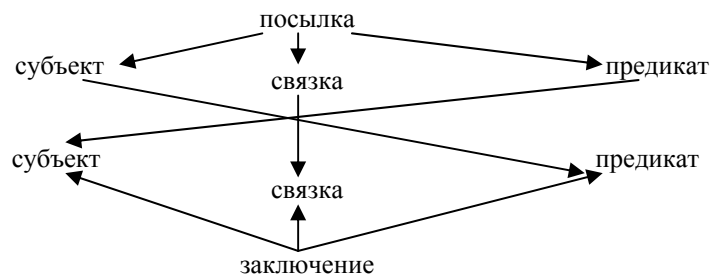 посылка
субъект
связка
предикат
субъект
связка
предикат
заключение